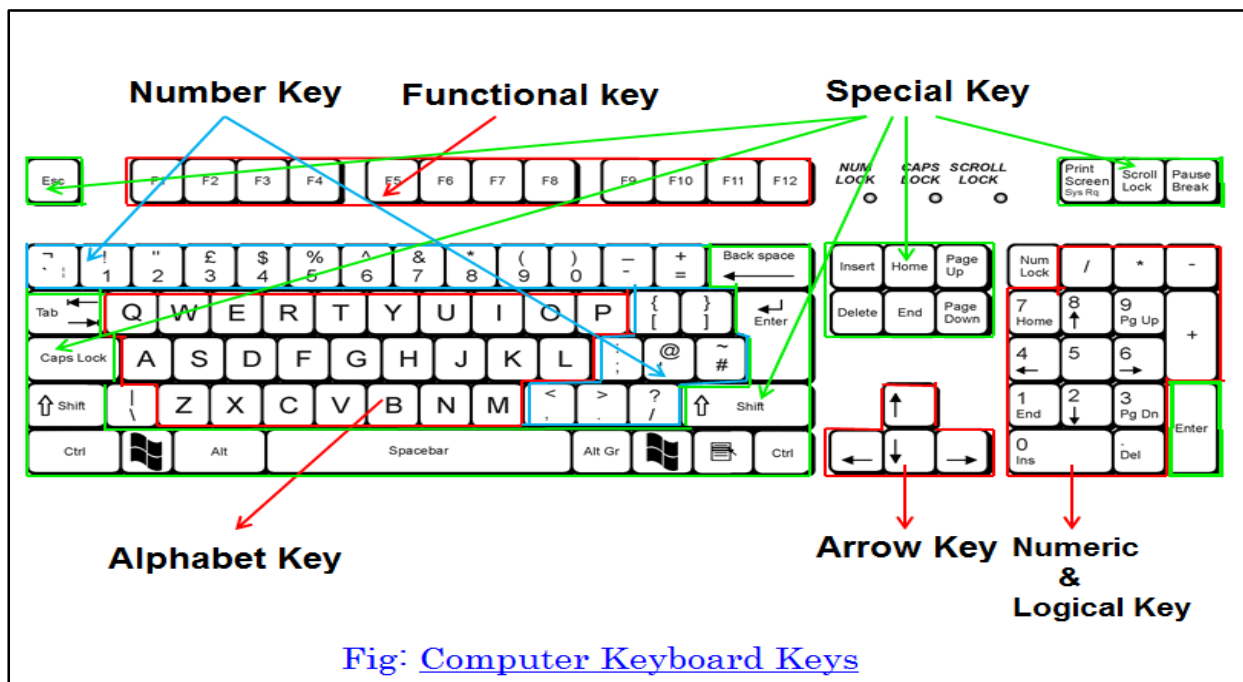 Number Key Functional key Special Key
Esc F1 F2 F3 F4 F5 F6 F7 F8 F9 F10 F11 F12
NUM LOCK CAPS LOCK SCROLL LOCK
Print Screen Sys Rq Scroll Lock Pause Break
¬ ` ¦ ! 1 " 2 £ 3 $ 4 % 5 ^ 6 & 7 * 8 ( 9 ) 0 _ - + = Back space
Insert Home Page Up Num Lock / * -
Tab Q W E R T Y U I O P { [ } ] Enter
Delete End Page Down 7 Home 8 ↑ 9 Pg Up +
Caps Lock A S D F G H J K L : ; @ ' ~ #
4 ← 5 6 →
⇧ Shift | \ Z X C V B N M < , > . ? / ⇧ Shift
↑ 1 End 2 ↓ 3 Pg Dn Enter
Ctrl Alt Spacebar Alt Gr Ctrl
← ↓ → 0 Ins . Del
Alphabet Key Arrow Key Numeric
&
Logical Key
Fig: Computer Keyboard Keys